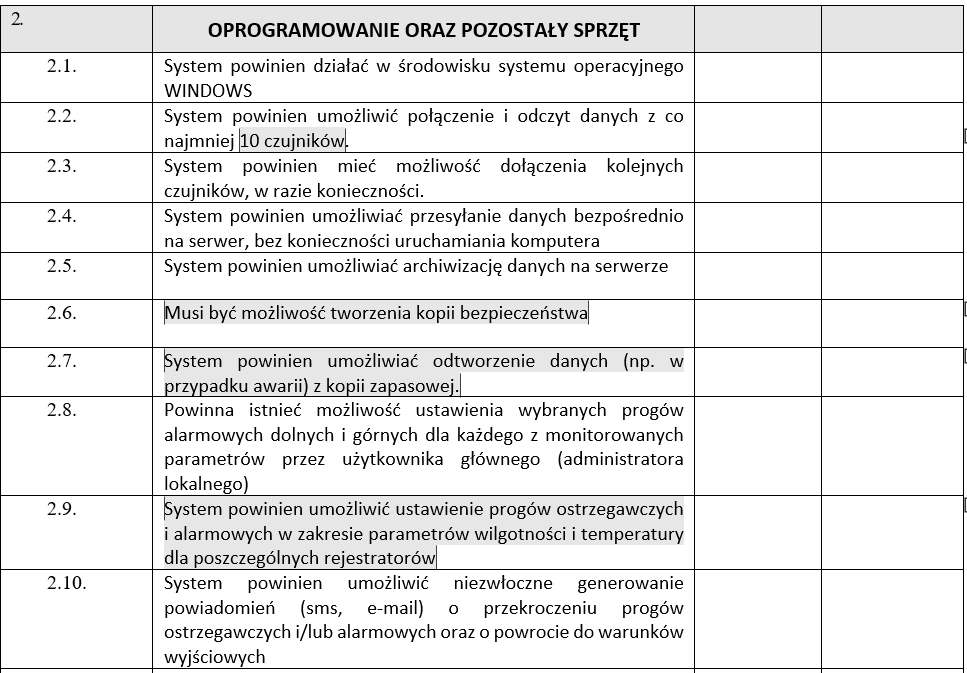 2. OPROGRAMOWANIE ORAZ POZOSTAŁY SPRZĘT
2.1. System powinien działać w środowisku systemu operacyjnego
WINDOWS
2.2. System powinien umożliwić połączenie i odczyt danych z co
najmniej 10 czujników.
2.3. System powinien mieć możliwość dołączenia kolejnych
czujników, w razie konieczności.
2.4. System powinien umożliwiać przesyłanie danych bezpośrednio
na serwer, bez konieczności uruchamiania komputera
2.5. System powinien umożliwiać archiwizację danych na serwerze
2.6. Musi być możliwość tworzenia kopii bezpieczeństwa
2.7. System powinien umożliwiać odtworzenie danych (np. w
przypadku awarii) z kopii zapasowej.
2.8. Powinna istnieć możliwość ustawienia wybranych progów
alarmowych dolnych i górnych dla każdego z monitorowanych
parametrów przez użytkownika głównego (administratora
lokalnego)
2.9. System powinien umożliwić ustawienie progów ostrzegawczych
i alarmowych w zakresie parametrów wilgotności i temperatury
dla poszczególnych rejestratorów
2.10. System powinien umożliwić niezwłoczne generowanie
powiadomień (sms, e-mail) o przekroczeniu progów
ostrzegawczych i/lub alarmowych oraz o powrocie do warunków
wyjściowych